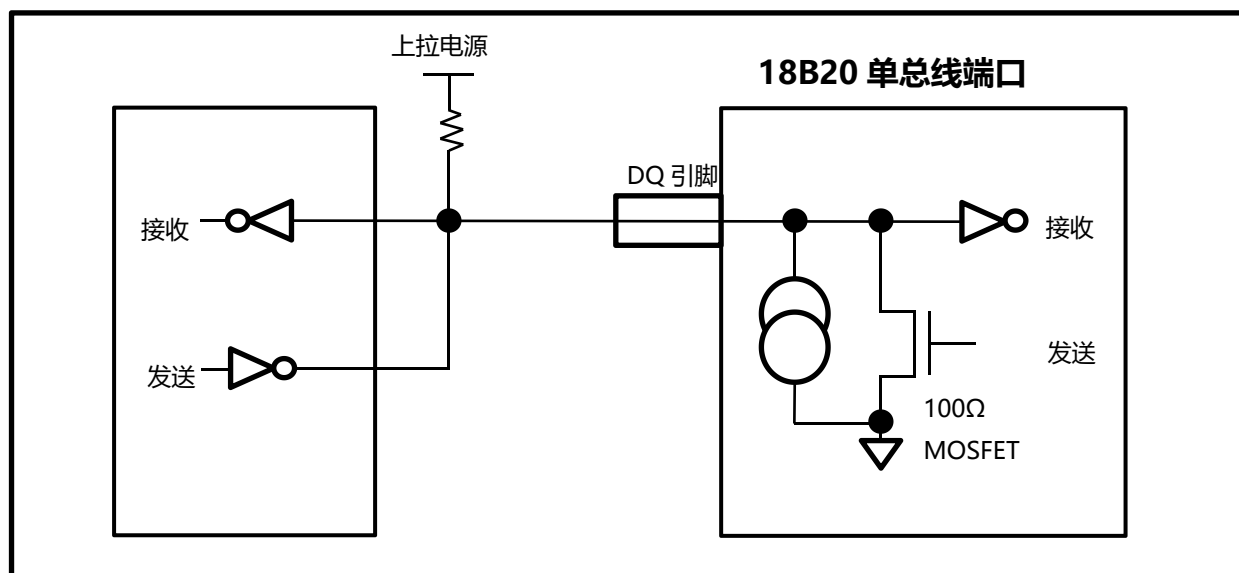 上拉电源
18B20 单总线端口
DQ 引脚
接收
接收
发送
发送
100Ω
MOSFET